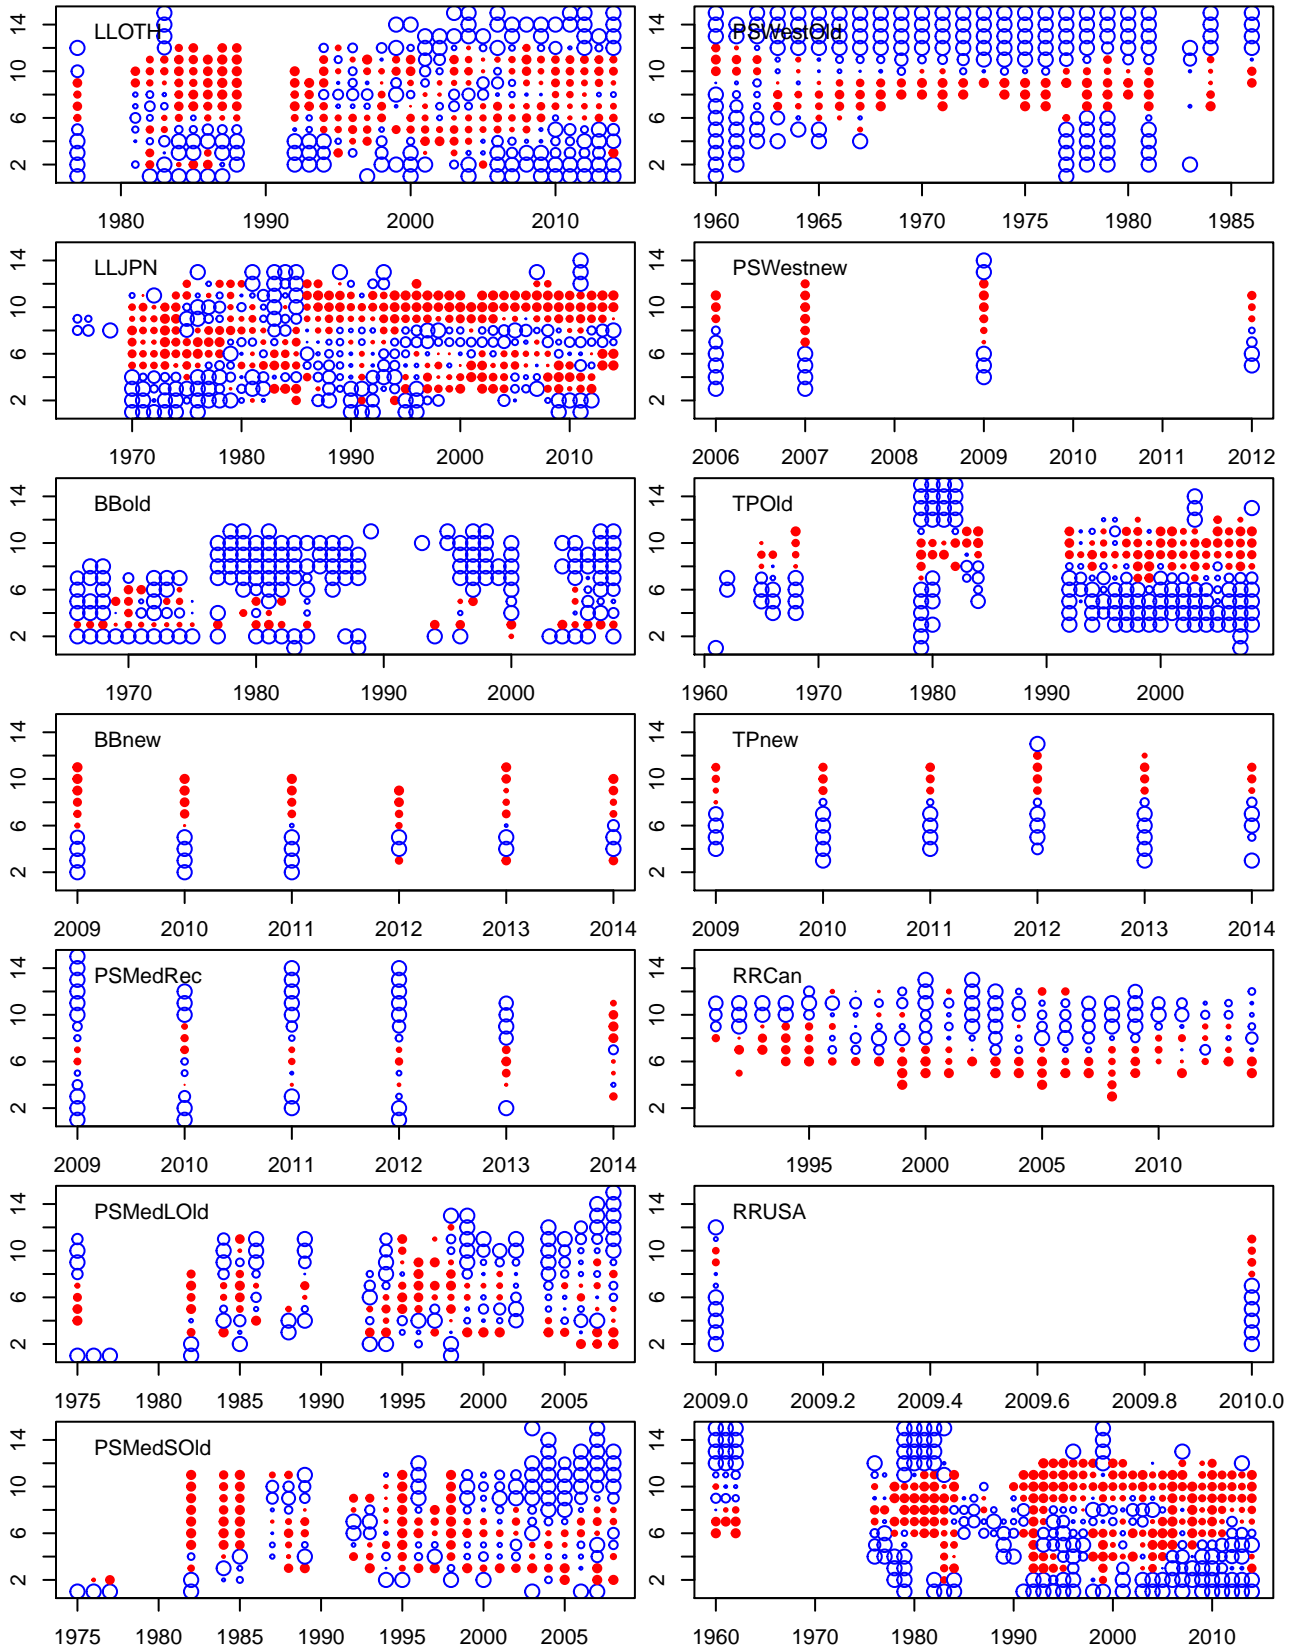 2 6 10 14
LLOTH
1980 1990 2000 2010
2 6 10 14
PSWestOld
1960 1965 1970 1975 1980 1985
2 6 10 14
LLJPN
1970 1980 1990 2000 2010
2 6 10 14
PSWestnew
2006 2007 2008 2009 2010 2011 2012
2 6 10 14
BBold
1970 1980 1990 2000
2 6 10 14
TPOld
1960 1970 1980 1990 2000
2 6 10 14
BBnew
2009 2010 2011 2012 2013 2014
2 6 10 14
TPnew
2009 2010 2011 2012 2013 2014
2 6 10 14
PSMedRec
2009 2010 2011 2012 2013 2014
2 6 10 14
RRCan
1995 2000 2005 2010
2 6 10 14
PSMedLOld
1975 1980 1985 1990 1995 2000 2005
2 6 10 14
RRUSA
2009.0 2009.2 2009.4 2009.6 2009.8 2010.0
2 6 10 14
PSMedSOld
1975 1980 1985 1990 1995 2000 2005
2 6 10 14
1960 1970 1980 1990 2000 2010